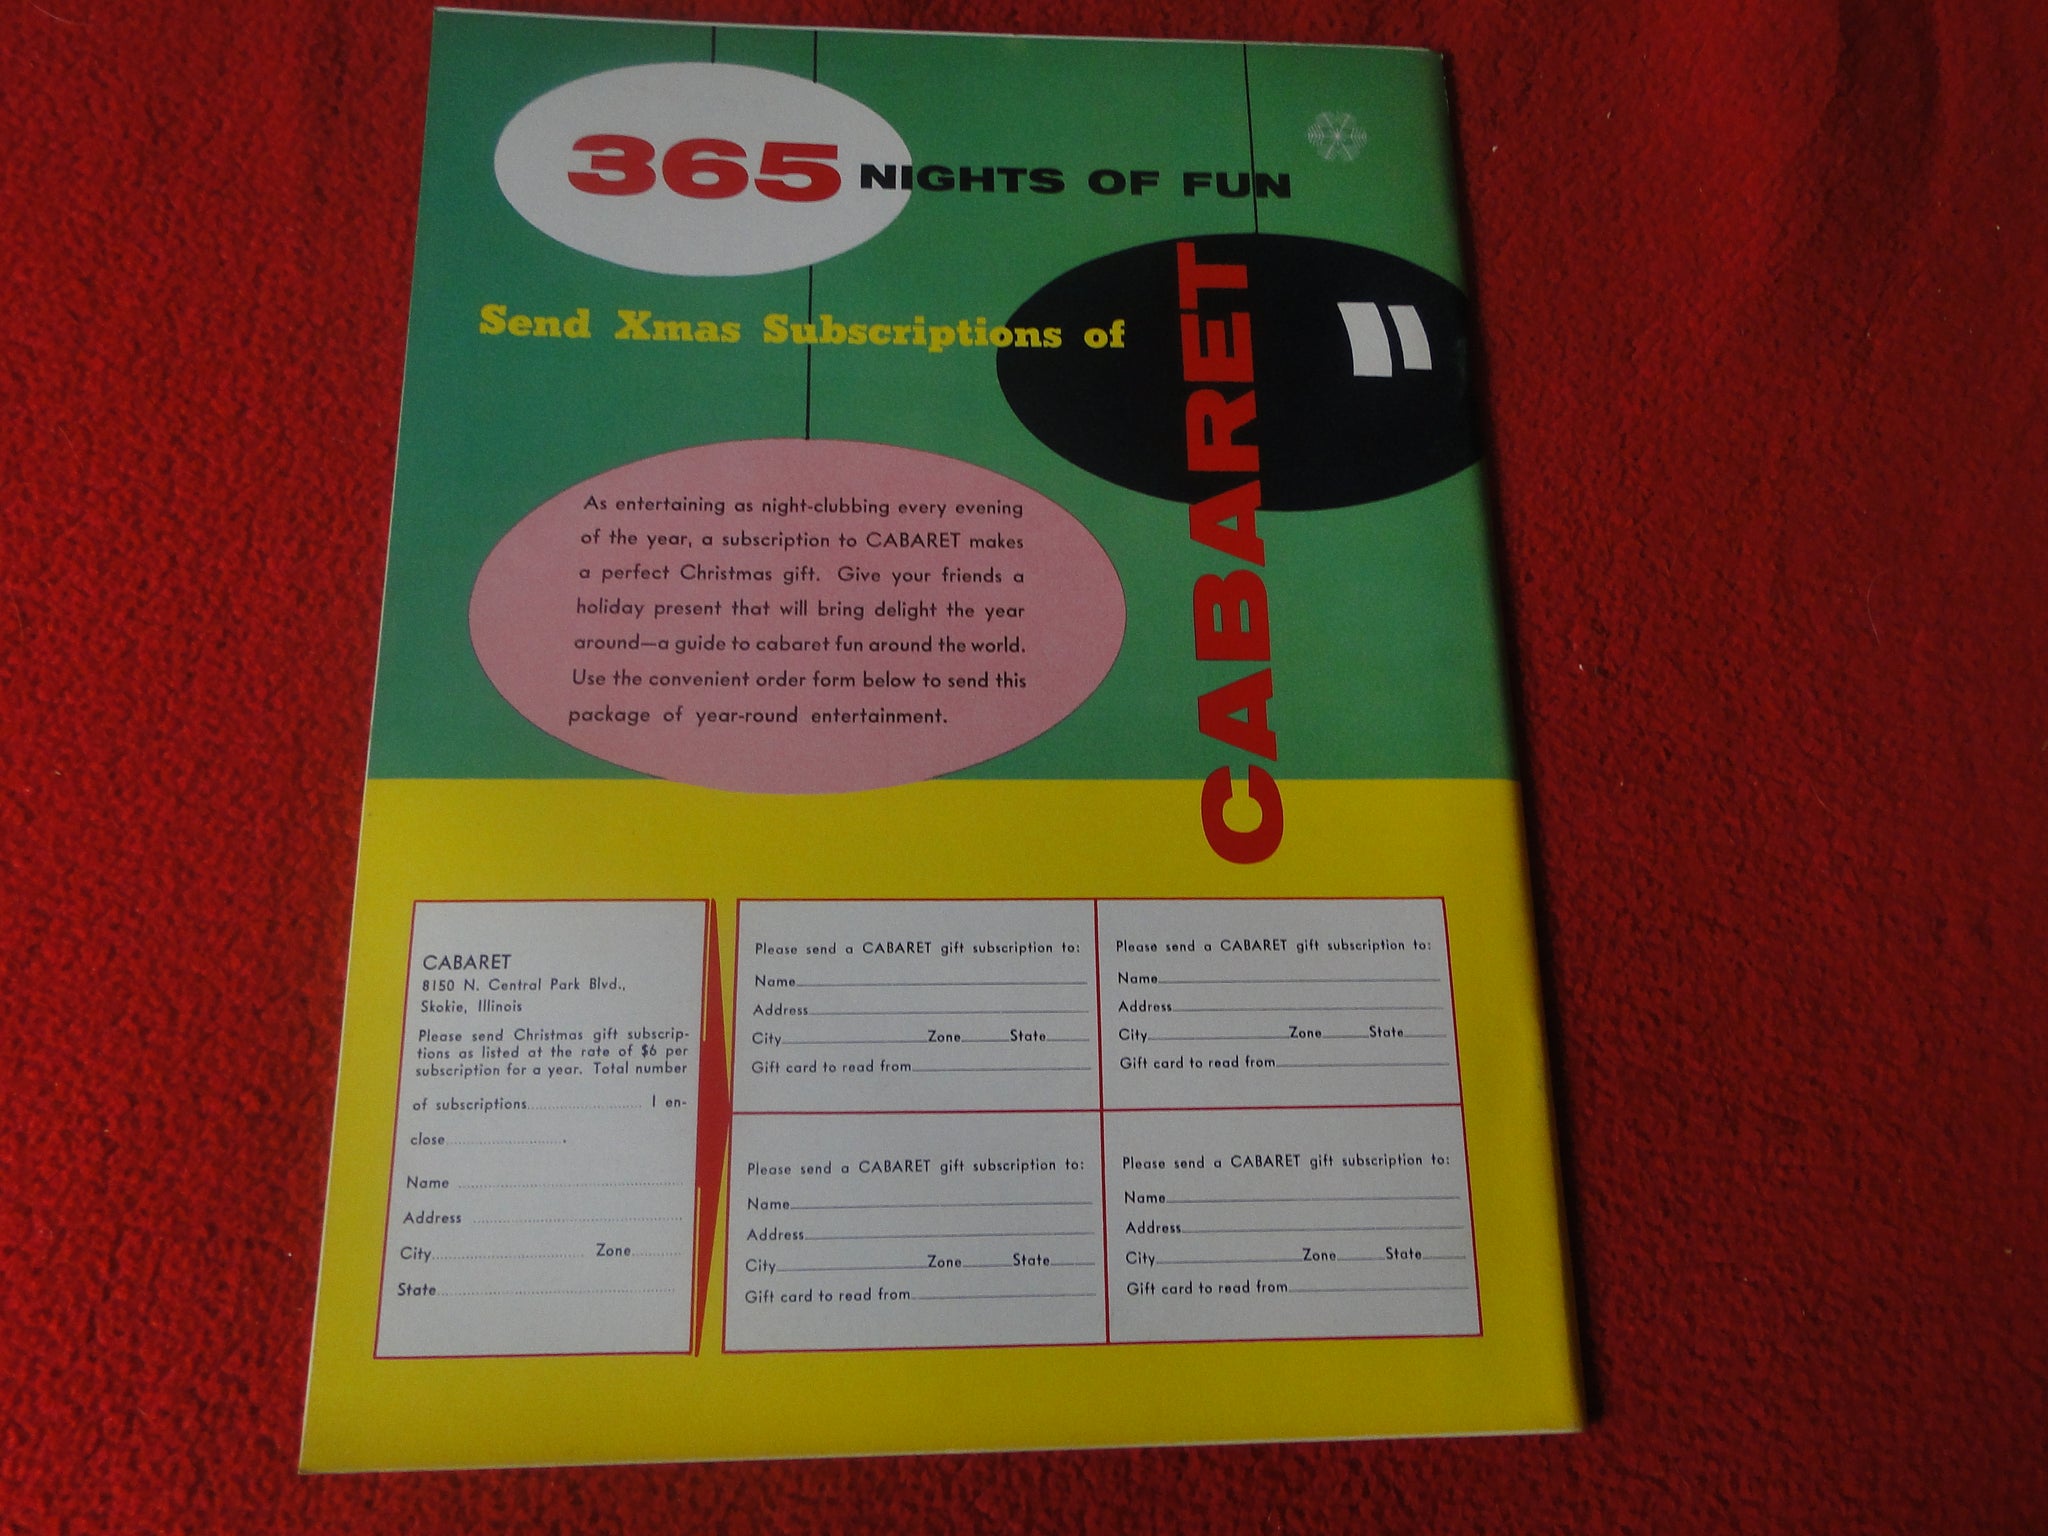 365 NIGHTS OF FUN
Send Xmas Subscriptions of
CABARET
As entertaining as night-clubbing every evening
of the year, a subscription to CABARET makes
a perfect Christmas gift. Give your friends a
holiday present that will bring delight the year
around—a guide to cabaret fun around the world.
Use the convenient order form below to send this
package of year-round entertainment.
CABARET
8150 N. Central Park Blvd.,
Skokie, Illinois
Please send Christmas gift subscrip-
tions as listed at the rate of $6 per
subscription for a year. Total number
of subscriptions.......................... I en-
close...........................
Name
Address
City Zone
State
Please send a CABARET gift subscription to:
Name
Address
City Zone State
Gift card to read from
Please send a CABARET gift subscription to:
Name
Address
City Zone State
Gift card to read from
Please send a CABARET gift subscription to:
Name
Address
City Zone State
Gift card to read from
Please send a CABARET gift subscription to:
Name
Address
City Zone State
Gift card to read from